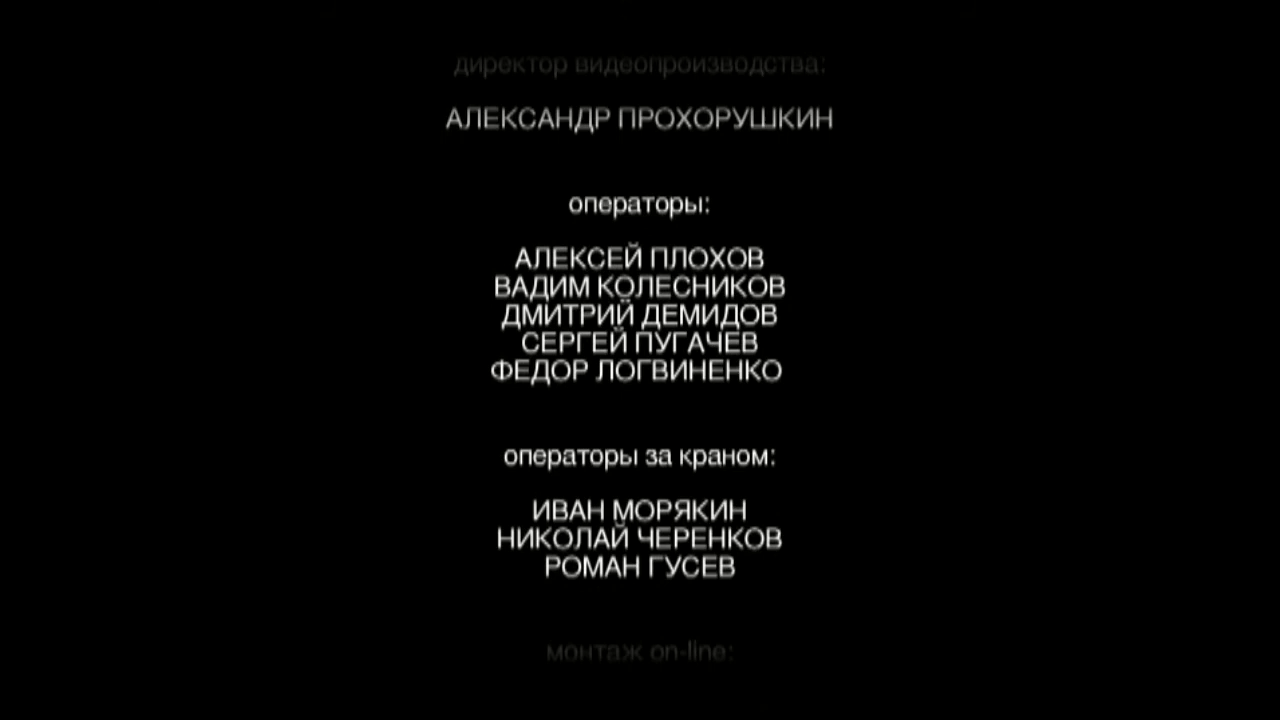 директор видеопроизводства:
АЛЕКСАНДР ПРОХОРУШКИН
операторы:
АЛЕКСЕЙ ПЛОХОВ
ВАДИМ КОЛЕСНИКОВ
ДМИТРИЙ ДЕМИДОВ
СЕРГЕЙ ПУГАЧЕВ
ФЕДОР ЛОГВИНЕНКО
операторы за краном:
ИВАН МОРЯКИН
НИКОЛАЙ ЧЕРЕНКОВ
РОМАН ГУСЕВ
монтаж on-line: